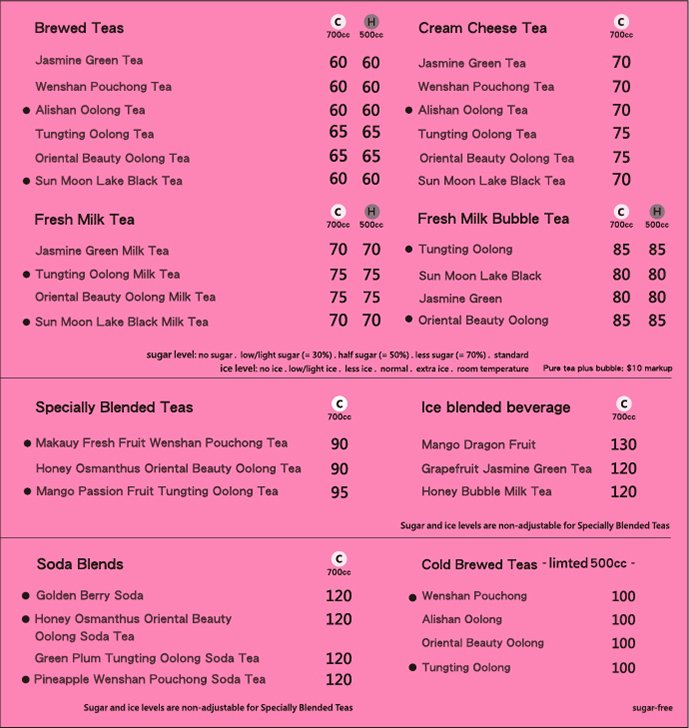 Brewed Teas C H
700cc 500cc
Jasmine Green Tea 60 60
Wenshan Pouchong Tea 60 60
● Alishan Oolong Tea 60 60
Tungting Oolong Tea 65 65
Oriental Beauty Oolong Tea 65 65
● Sun Moon Lake Black Tea 60 60
Cream Cheese Tea C
700cc
Jasmine Green Tea 70
Wenshan Pouchong Tea 70
● Alishan Oolong Tea 70
Tungting Oolong Tea 75
Oriental Beauty Oolong Tea 75
Sun Moon Lake Black Tea 70
Fresh Milk Tea C H
700cc 500cc
Jasmine Green Milk Tea 70 70
● Tungting Oolong Milk Tea 75 75
Oriental Beauty Oolong Milk Tea 75 75
● Sun Moon Lake Black Milk Tea 70 70
Fresh Milk Bubble Tea C H
700cc 500cc
● Tungting Oolong 85 85
Sun Moon Lake Black 80 80
Jasmine Green 80 80
● Oriental Beauty Oolong 85 85
sugar level: no sugar . low/light sugar (= 30%) . half sugar (= 50%) . less sugar (= 70%) . standard
ice level: no ice . low/light ice . less ice . normal . extra ice . room temperature
Pure tea plus bubble: $10 markup
Specially Blended Teas C
700cc
● Makauy Fresh Fruit Wenshan Pouchong Tea 90
Honey Osmanthus Oriental Beauty Oolong Tea 90
● Mango Passion Fruit Tungting Oolong Tea 95
Ice blended beverage C
700cc
Mango Dragon Fruit 130
Grapefruit Jasmine Green Tea 120
Honey Bubble Milk Tea 120
Sugar and ice levels are non-adjustable for Specially Blended Teas
Soda Blends C
700cc
● Golden Berry Soda 120
● Honey Osmanthus Oriental Beauty 120
Oolong Soda Tea
Green Plum Tungting Oolong Soda Tea 120
● Pineapple Wenshan Pouchong Soda Tea 120
Sugar and ice levels are non-adjustable for Specially Blended Teas
Cold Brewed Teas - limted 500cc -
● Wenshan Pouchong 100
Alishan Oolong 100
Oriental Beauty Oolong 100
● Tungting Oolong 100
sugar-free